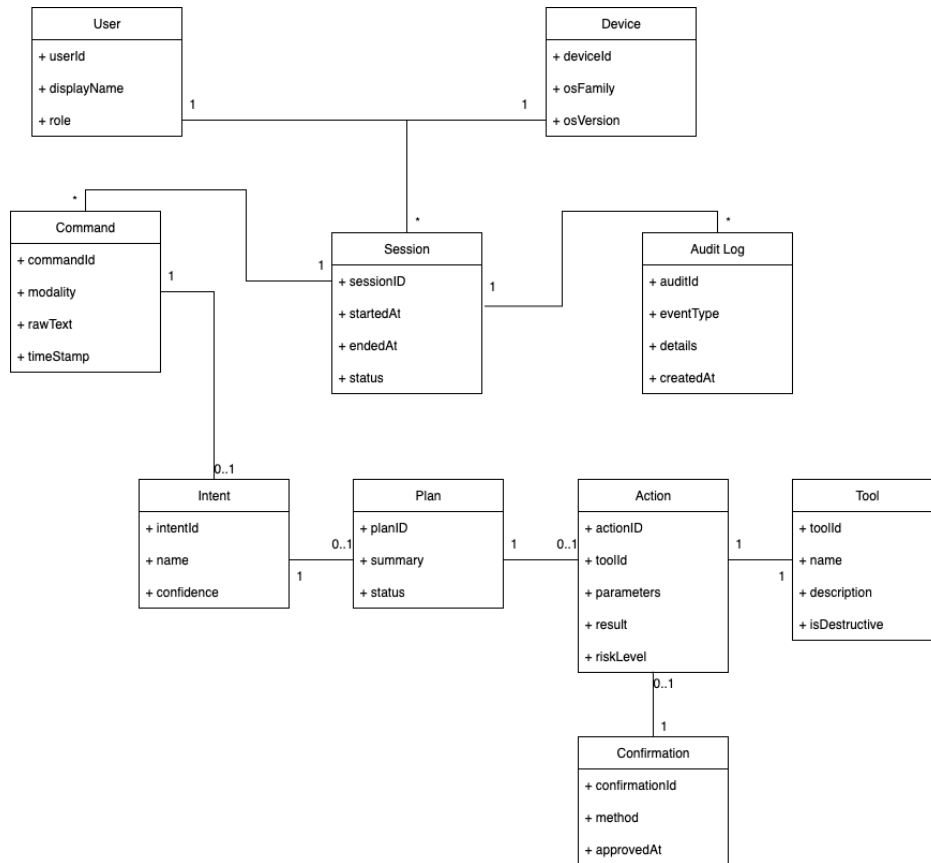 User
+ userId
+ displayName
+ role
Device
+ deviceId
+ osFamily
+ osVersion
1
1
*
*
*
Command
+ commandId
+ modality
+ rawText
+ timeStamp
1
Session
+ sessionID
+ startedAt
+ endedAt
+ status
1
1
Audit Log
+ auditId
+ eventType
+ details
+ createdAt
0..1
Intent
+ intentId
+ name
+ confidence
0..1
1
Plan
+ planID
+ summary
+ status
1
0..1
Action
+ actionID
+ toolId
+ parameters
+ result
+ riskLevel
1
1
Tool
+ toolId
+ name
+ description
+ isDestructive
0..1
1
Confirmation
+ confirmationId
+ method
+ approvedAt